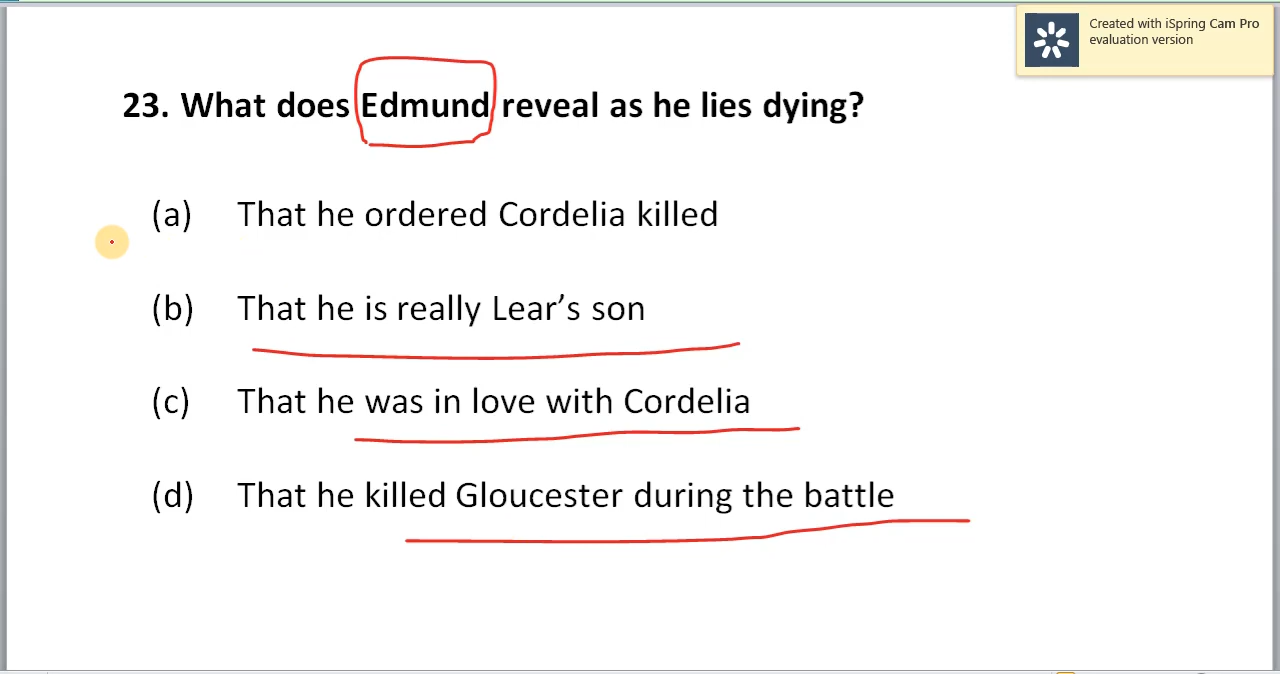 Created with iSpring Cam Pro
evaluation version
23. What does Edmund reveal as he lies dying?
(a) That he ordered Cordelia killed
(b) That he is really Lear’s son
(c) That he was in love with Cordelia
(d) That he killed Gloucester during the battle